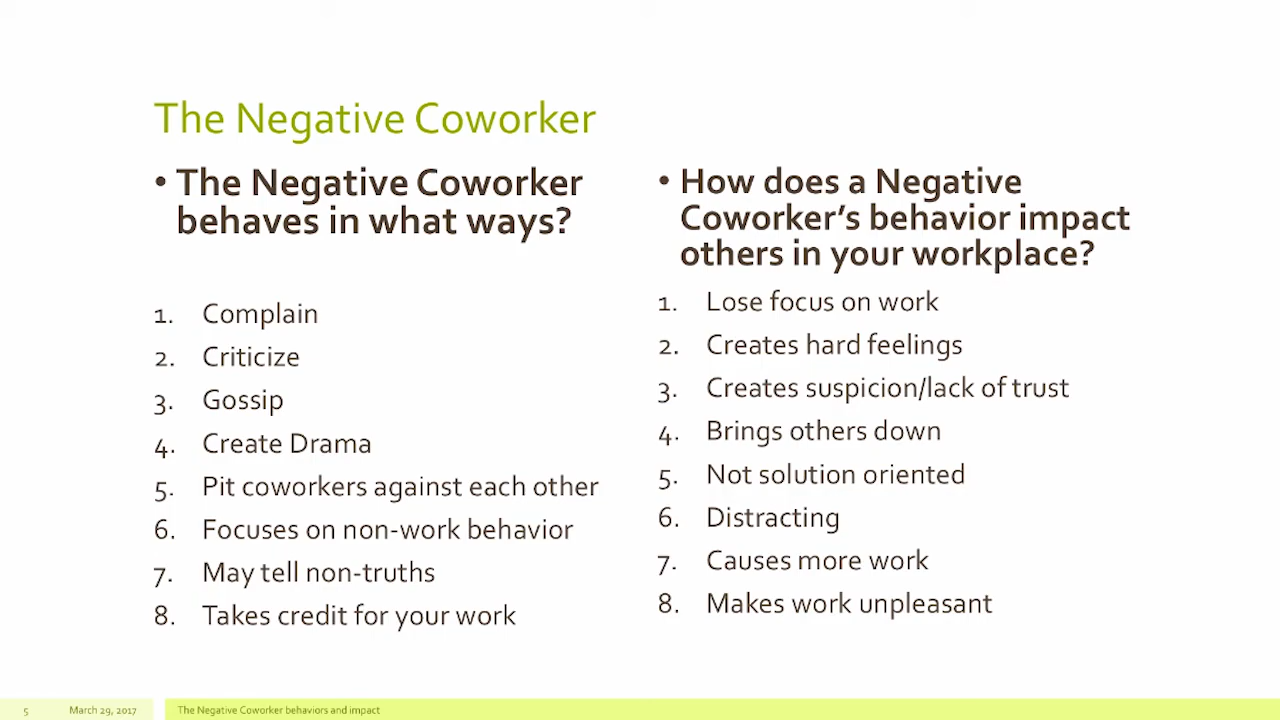 The Negative Coworker
• The Negative Coworker
behaves in what ways?
1. Complain
2. Criticize
3. Gossip
4. Create Drama
5. Pit coworkers against each other
6. Focuses on non-work behavior
7. May tell non-truths
8. Takes credit for your work
• How does a Negative
Coworker’s behavior impact
others in your workplace?
1. Lose focus on work
2. Creates hard feelings
3. Creates suspicion/lack of trust
4. Brings others down
5. Not solution oriented
6. Distracting
7. Causes more work
8. Makes work unpleasant
5 March 29, 2017 The Negative Coworker behaviors and impact